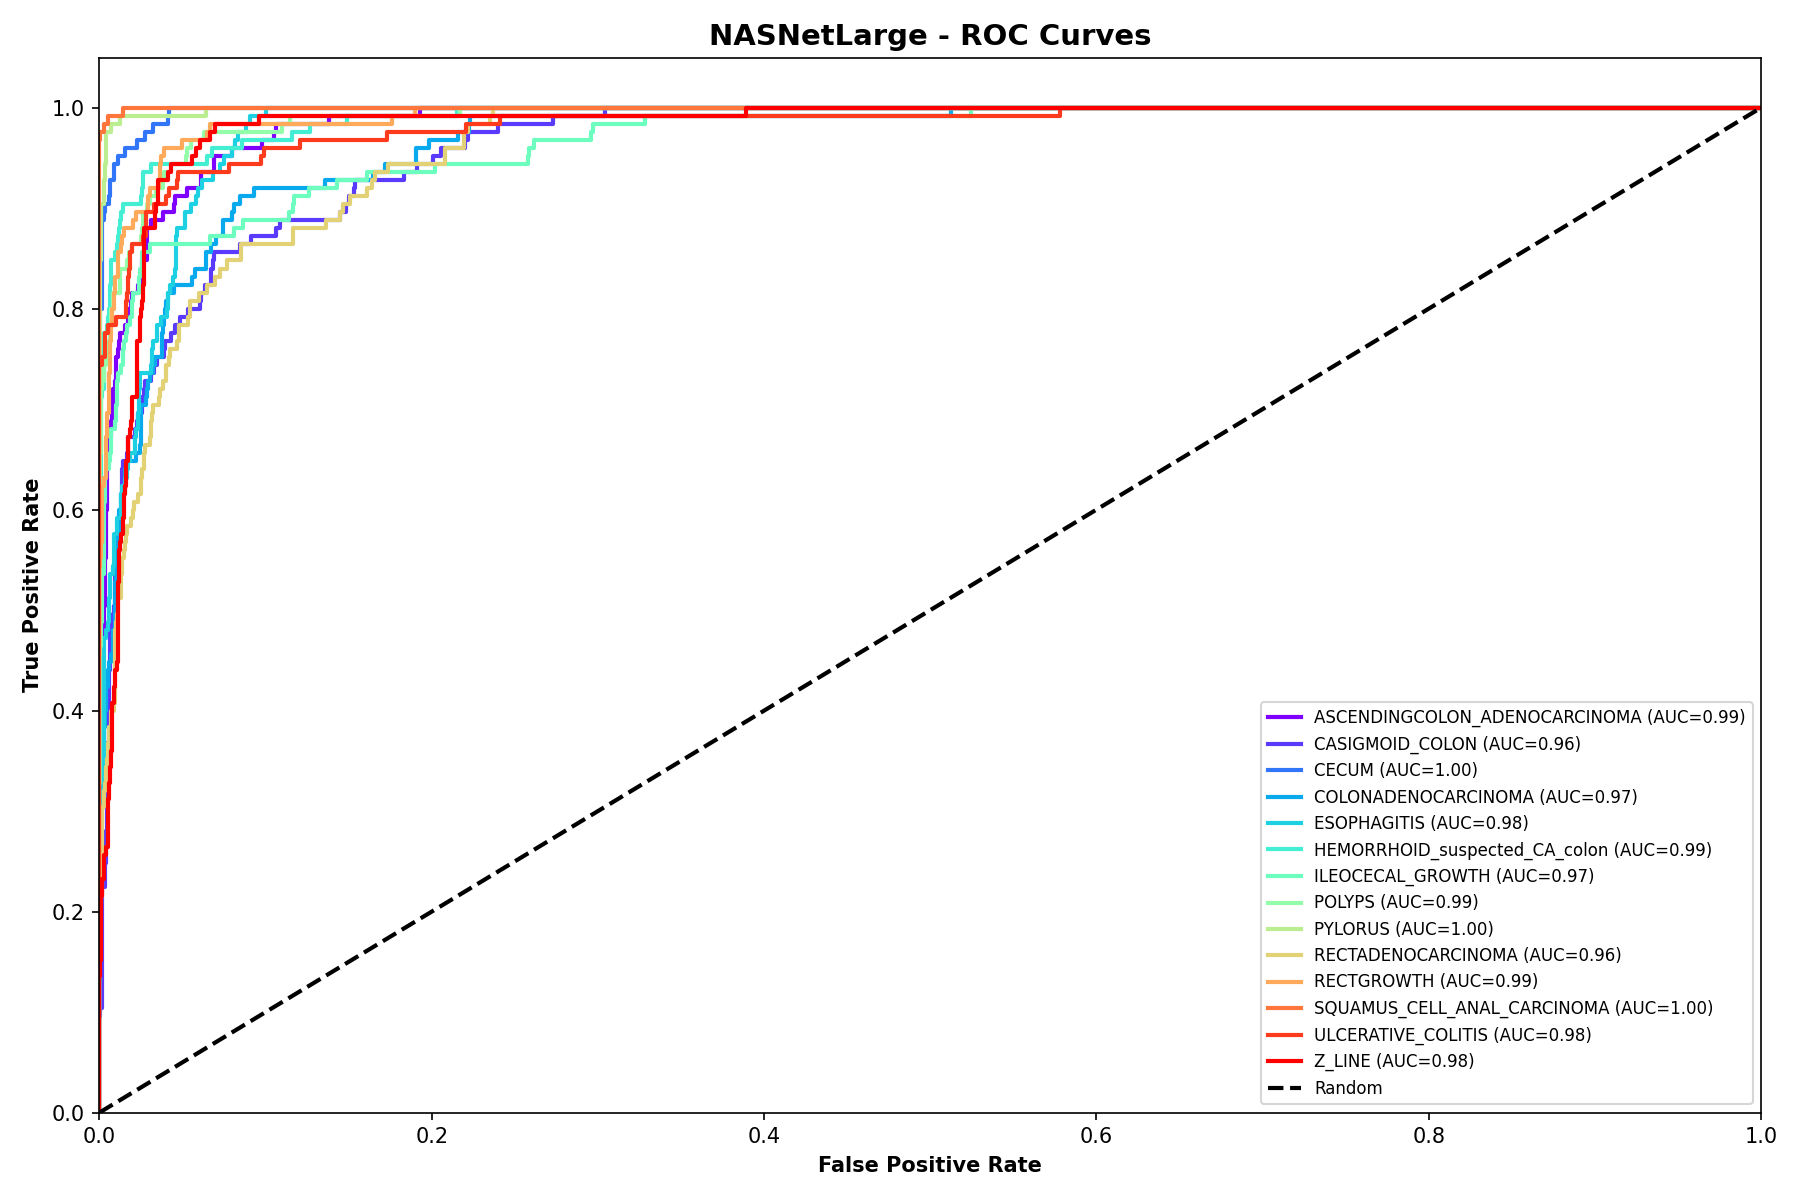 NASNetLarge - ROC Curves
1.0
0.8
0.6
0.4
0.2
0.0
True Positive Rate
0.0 0.2 0.4 0.6 0.8 1.0
False Positive Rate
ASCENDINGCOLON_ADENOCARCINOMA (AUC=0.99)
CASIGMOID_COLON (AUC=0.96)
CECUM (AUC=1.00)
COLONADENOCARCINOMA (AUC=0.97)
ESOPHAGITIS (AUC=0.98)
HEMORRHOID_suspected_CA_colon (AUC=0.99)
ILEOCECAL_GROWTH (AUC=0.97)
POLYPS (AUC=0.99)
PYLORUS (AUC=1.00)
RECTADENOCARCINOMA (AUC=0.96)
RECTGROWTH (AUC=0.99)
SQUAMUS_CELL_ANAL_CARCINOMA (AUC=1.00)
ULCERATIVE_COLITIS (AUC=0.98)
Z_LINE (AUC=0.98)
Random